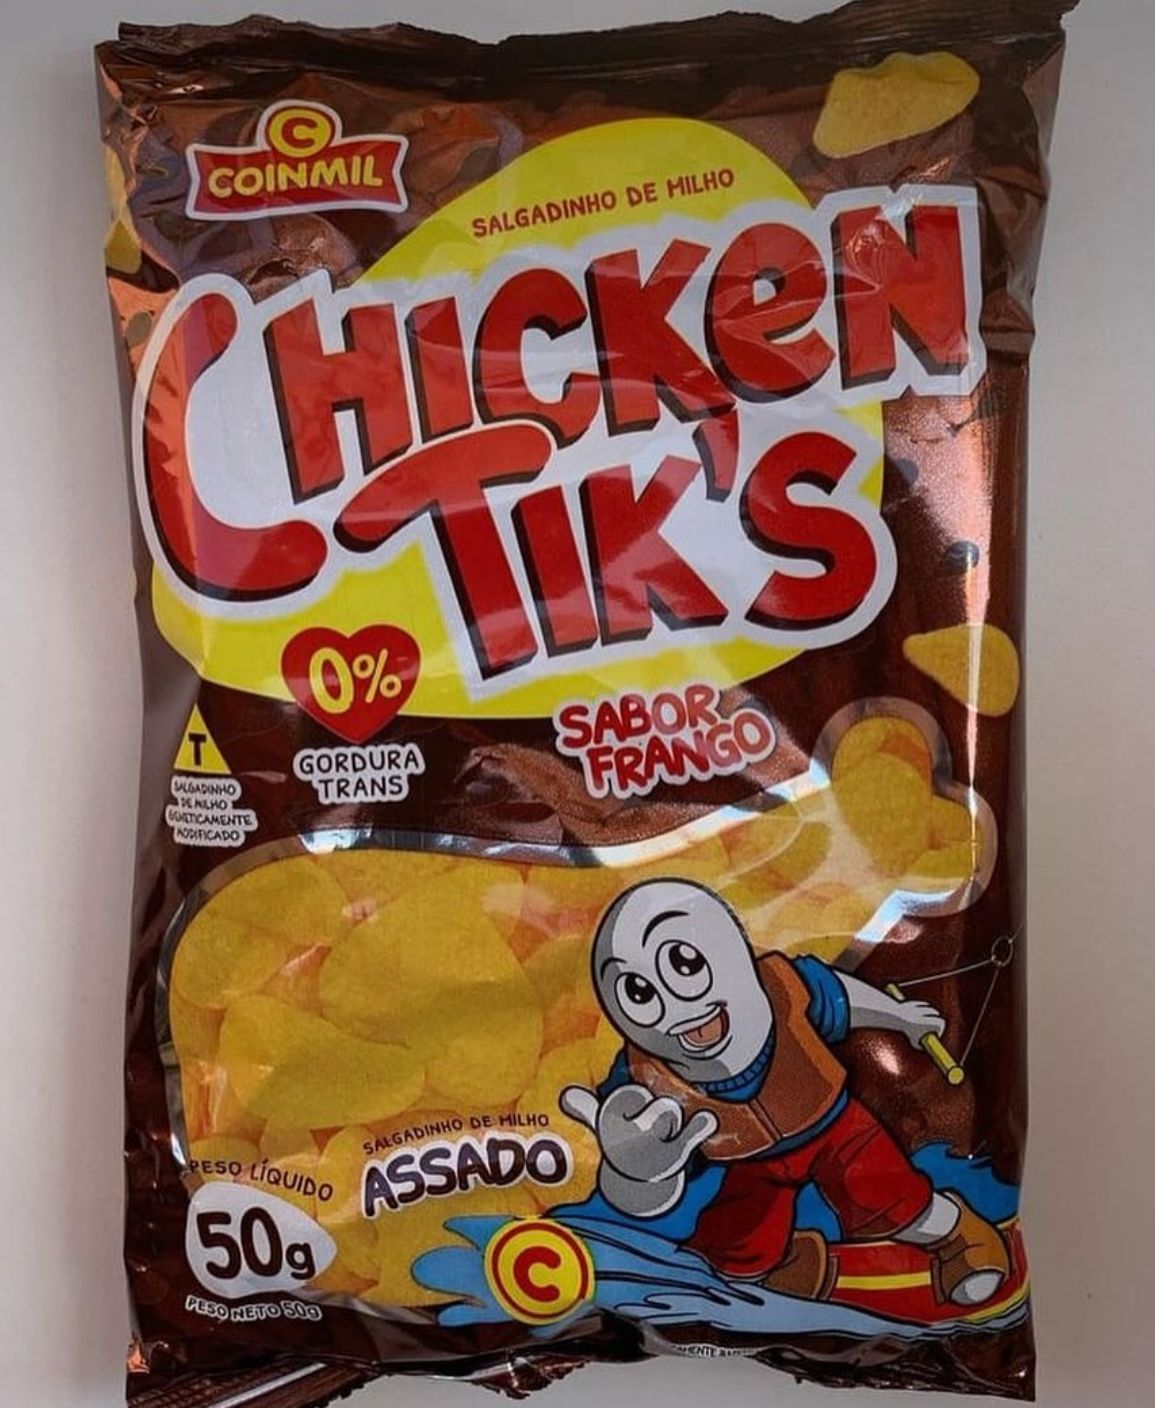 C
COINMIL
SALGADINHO DE MILHO
CHICKEN
TIK'S
0%
GORDURA
TRANS
SABOR
FRANGO
T
SALGADINHO
DE MILHO
GENETICAMENTE
MODIFICADO
SALGADINHO DE MILHO
ASSADO
PESO LÍQUIDO
50g
PESO NETO 50g
C